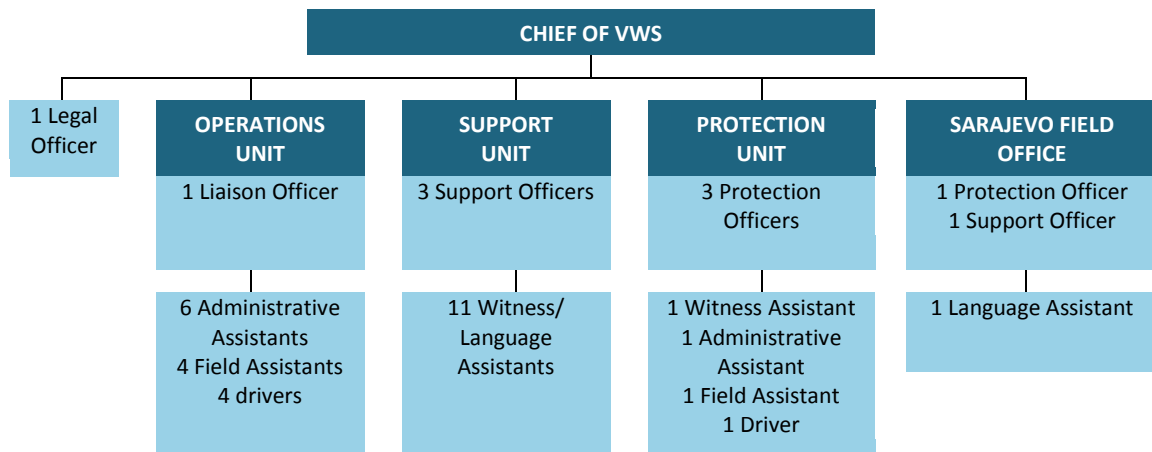 CHIEF OF VWS
1 Legal
Officer
OPERATIONS
UNIT
1 Liaison Officer
6 Administrative
Assistants
4 Field Assistants
4 drivers
SUPPORT
UNIT
3 Support Officers
11 Witness/
Language
Assistants
PROTECTION
UNIT
3 Protection
Officers
1 Witness Assistant
1 Administrative
Assistant
1 Field Assistant
1 Driver
SARAJEVO FIELD
OFFICE
1 Protection Officer
1 Support Officer
1 Language Assistant